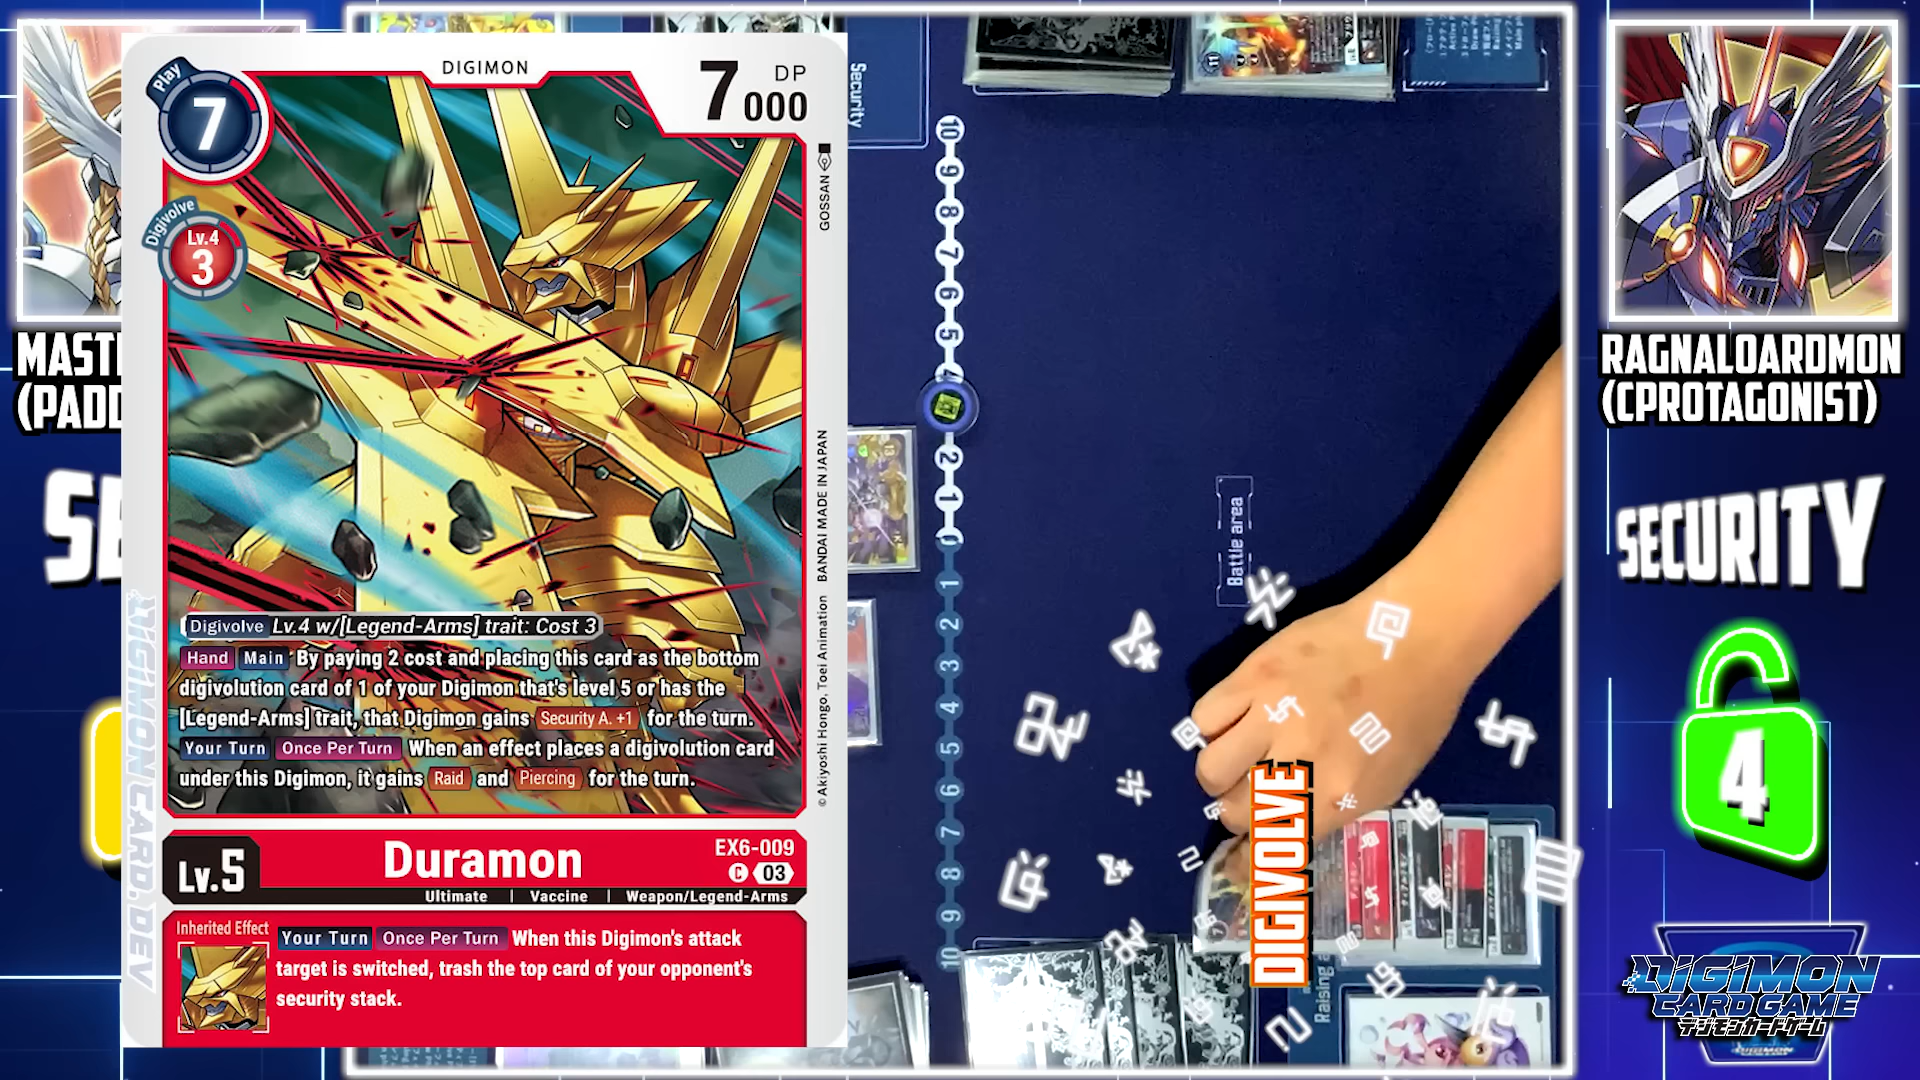 Play
7
DIGIMON
7000
DP
Digivolve
Lv.4
3
GOSSAN
BANDAI MADE IN JAPAN
©Akiyoshi Hongo, Toei Animation
Digivolve Lv.4 w/[Legend-Arms] trait: Cost 3
Hand Main By paying 2 cost and placing this card as the bottom
digivolution card of 1 of your Digimon that's level 5 or has the
[Legend-Arms] trait, that Digimon gains Security A. +1 for the turn.
Your Turn Once Per Turn When an effect places a digivolution card
under this Digimon, it gains Raid and Piercing for the turn.
DIGIMONCARD.DEV
Lv.5
Duramon
EX6-009
C 03
Ultimate | Vaccine | Weapon/Legend-Arms
Inherited Effect
Your Turn Once Per Turn When this Digimon's attack
target is switched, trash the top card of your opponent's
security stack.
MAST
(PAD
SE
Security
10
9
8
7
6
5
4
2
1
0
1
2
3
4
5
6
7
8
9
10
Battle area
DIGIVOLVE
Raising a
RAGNALOARDMON
(CPROTAGONIST)
SECURITY
4
DIGIMON
CARD GAME
デジモンカードゲーム